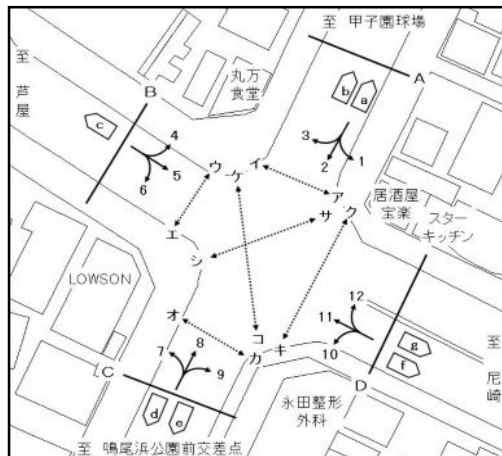 至 甲子園球場
至
芦屋
丸万
食堂
B
A
b
a
c
4
5
6
3
2
1
ウ
ケ
イ
ア
サ
ク
エ
シ
居酒屋
宝楽
スター
キッチン
LOWSON
オ
コ
カ
キ
12
11
10
7
8
9
g
f
至
尼崎
C
D
d
e
永田整形
外科
至 鳴尾浜公園前交差点